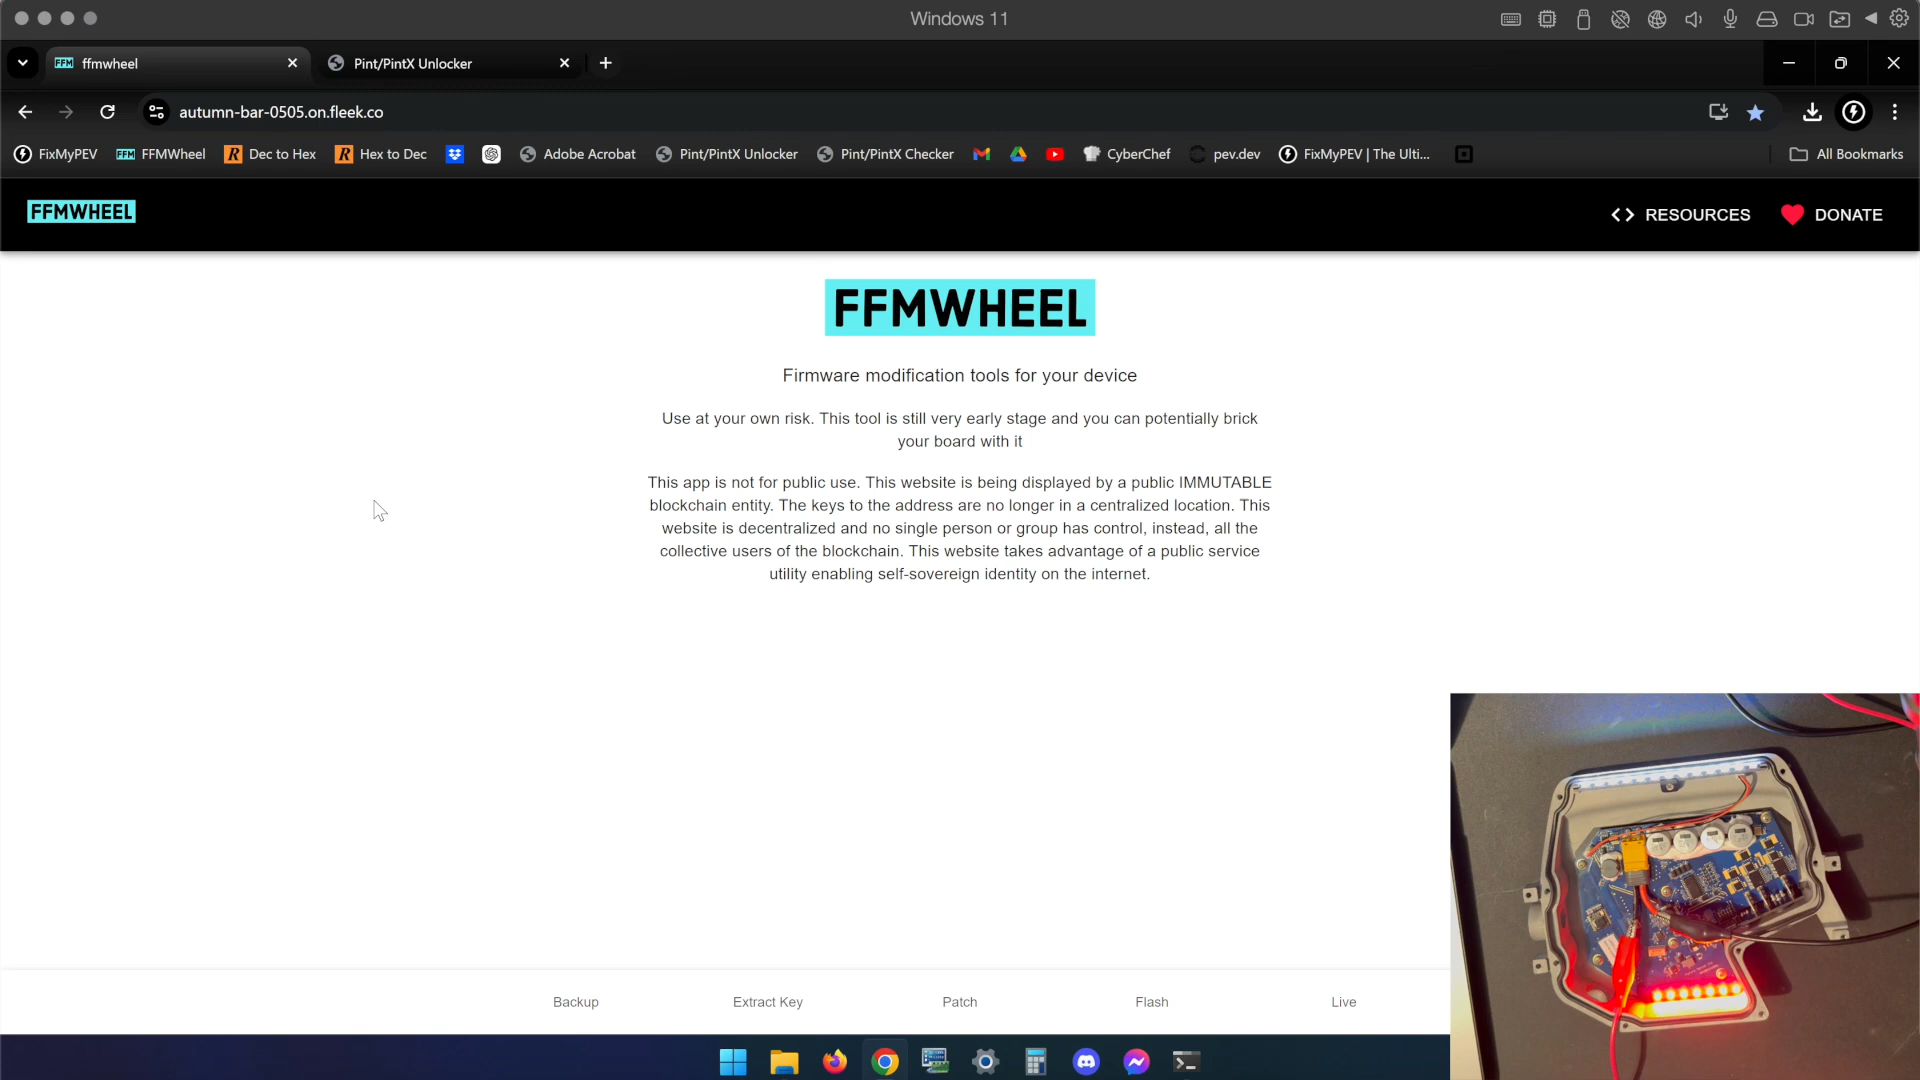 Windows 11
FFM ffmwheel
Pint/PintX Unlocker
autumn-bar-0505.on.fleek.co
FixMyPEV
FFM FFMWheel
R Dec to Hex
R Hex to Dec
Adobe Acrobat
Pint/PintX Unlocker
Pint/PintX Checker
CyberChef
pev.dev
FixMyPEV | The Ulti...
All Bookmarks
FFMWHEEL
RESOURCES
DONATE
FFMWHEEL
Firmware modification tools for your device
Use at your own risk. This tool is still very early stage and you can potentially brick
your board with it
This app is not for public use. This website is being displayed by a public IMMUTABLE
blockchain entity. The keys to the address are no longer in a centralized location. This
website is decentralized and no single person or group has control, instead, all the
collective users of the blockchain. This website takes advantage of a public service
utility enabling self-sovereign identity on the internet.
Backup
Extract Key
Patch
Flash
Live